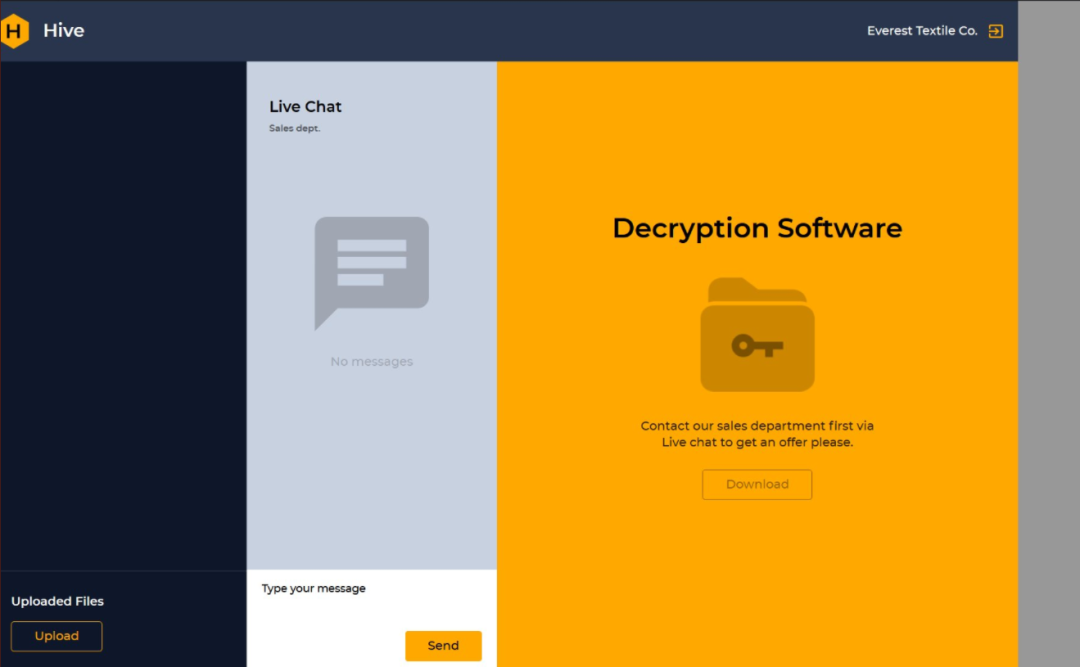 H
Hive
Everest Textile Co.
Live Chat
Sales dept.
No messages
Type your message
Send
Decryption Software
Contact our sales department first via
Live chat to get an offer please.
Download
Uploaded Files
Upload